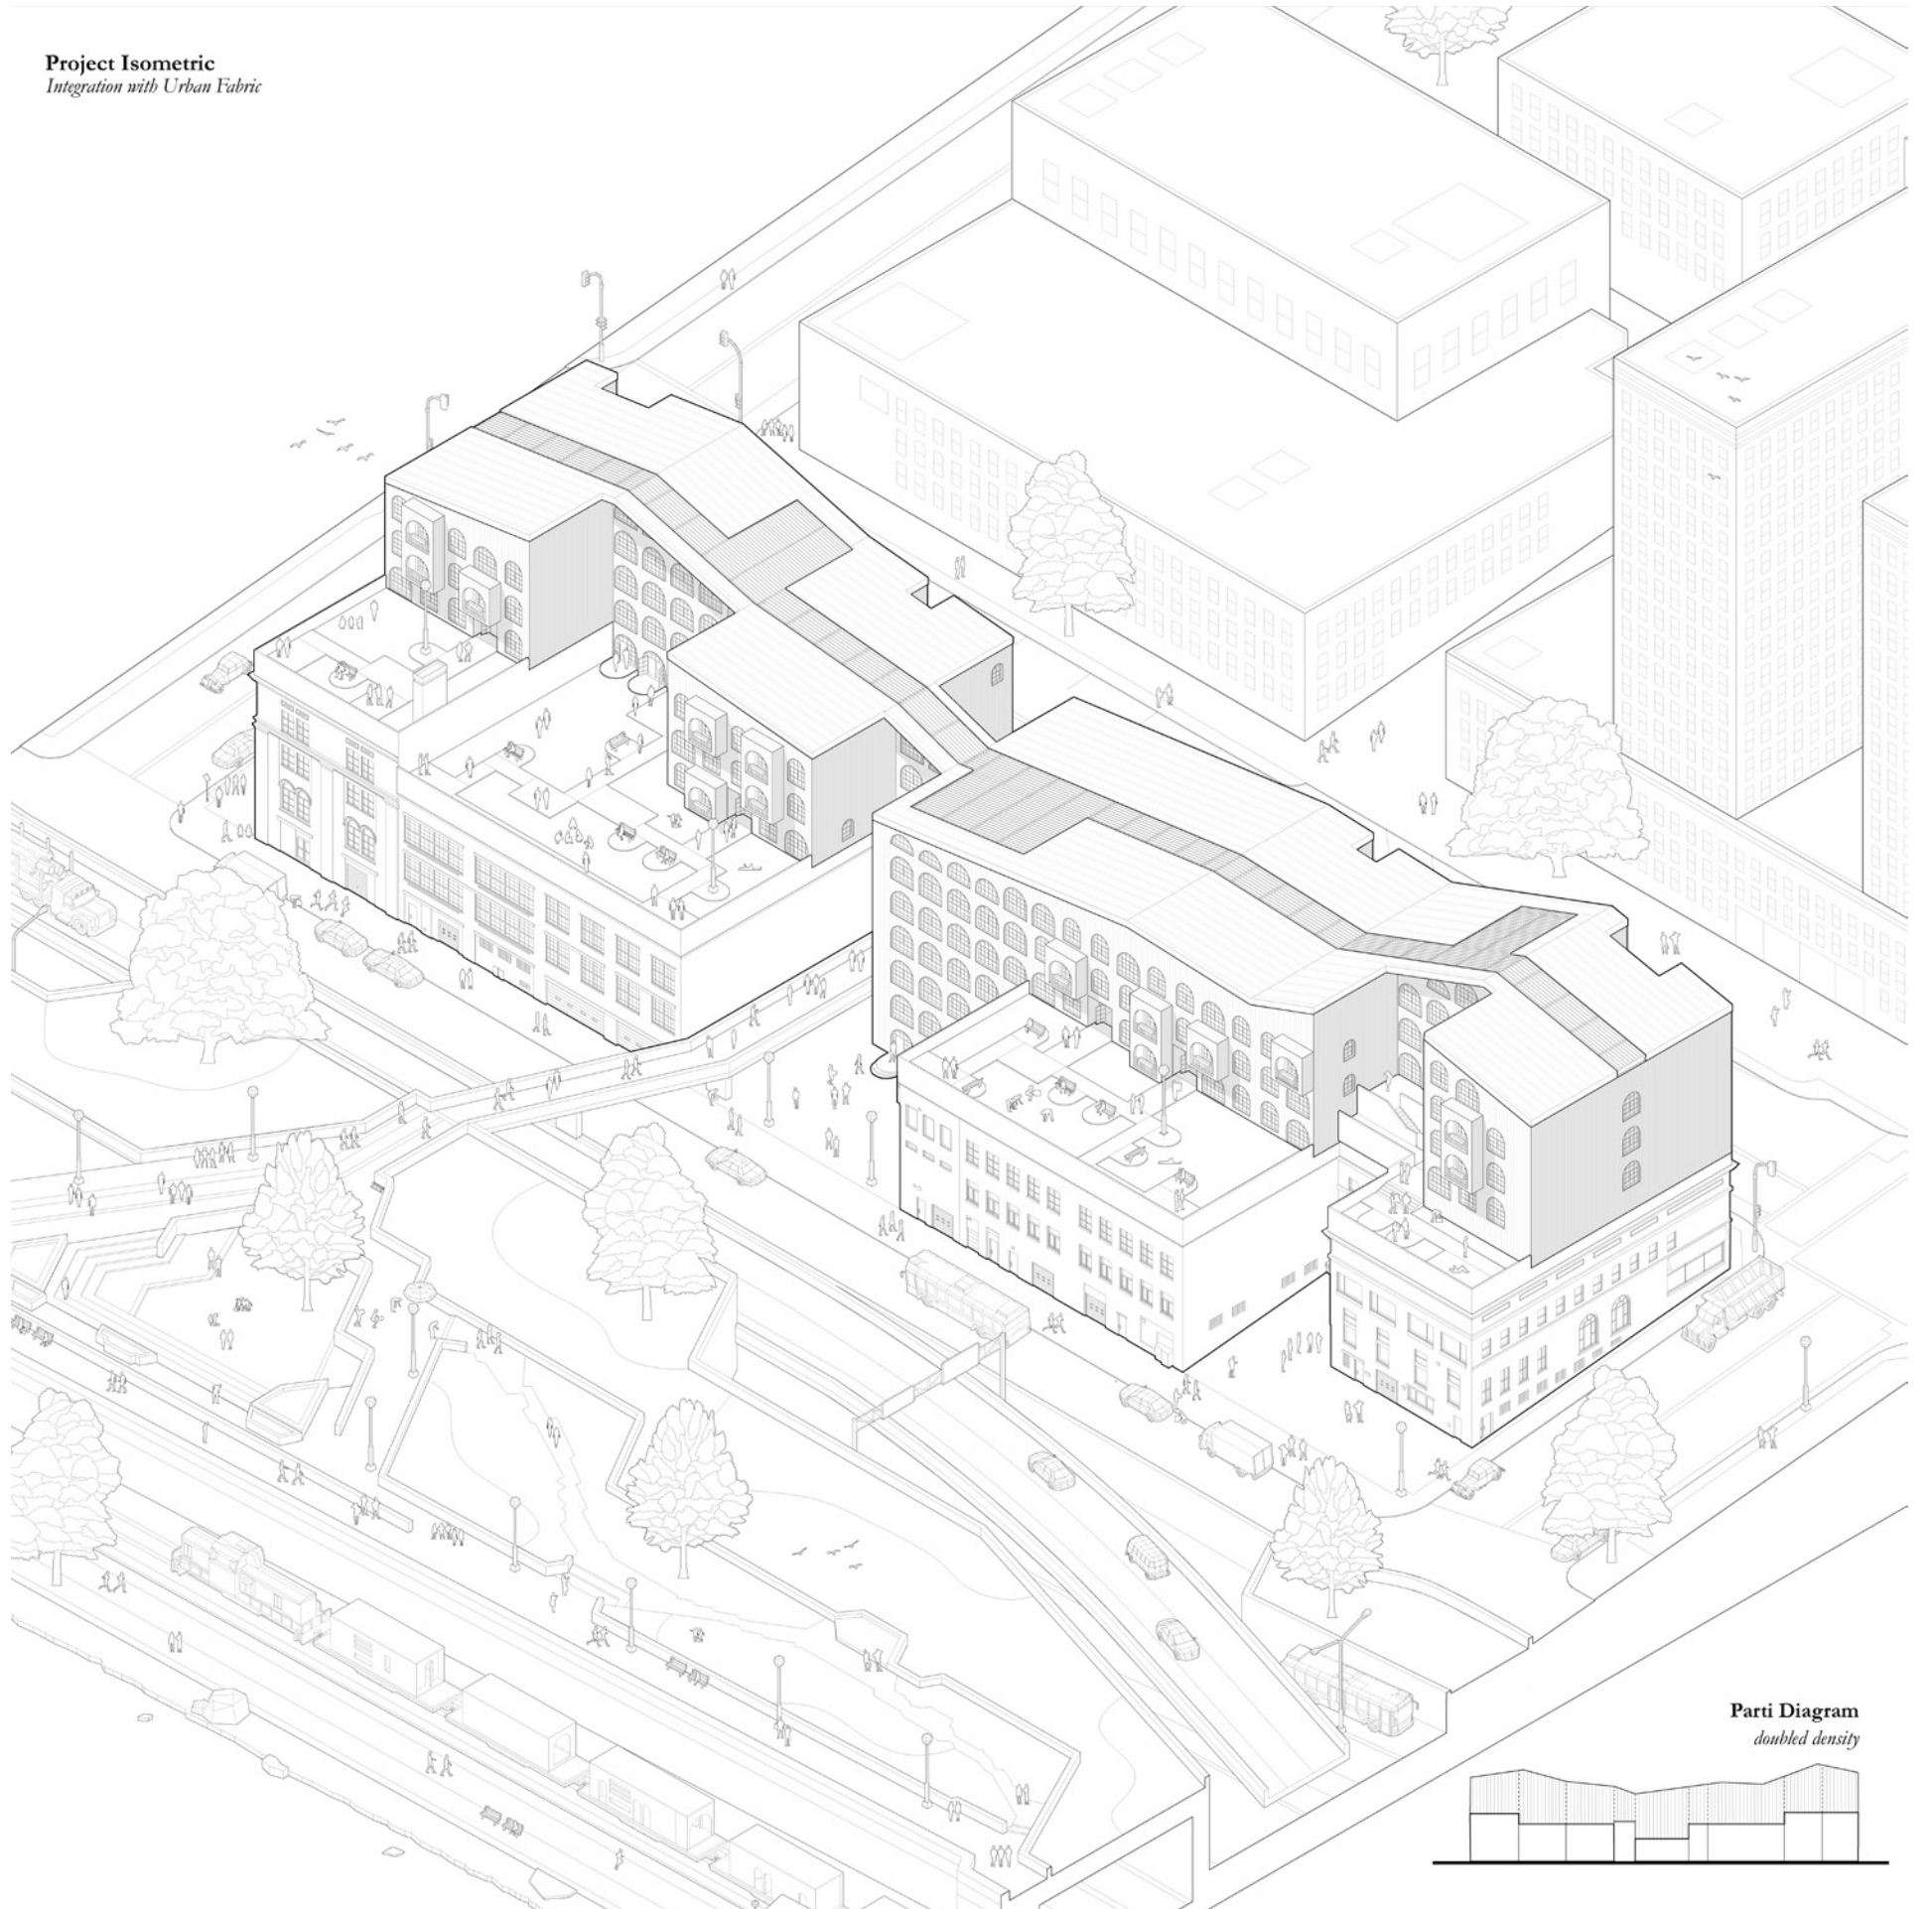 Project Isometric
Integration with Urban Fabric
Parti Diagram
doubled density